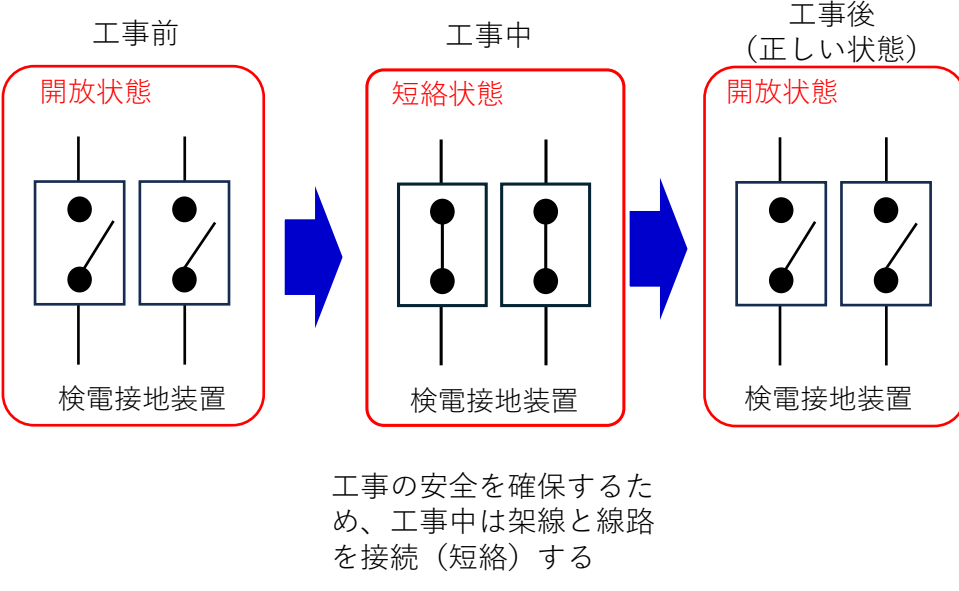 工事前
工事中
工事後
（正しい状態）
開放状態
短絡状態
開放状態
検電接地装置
検電接地装置
検電接地装置
工事の安全を確保するた
め、工事中は架線と線路
を接続（短絡）する